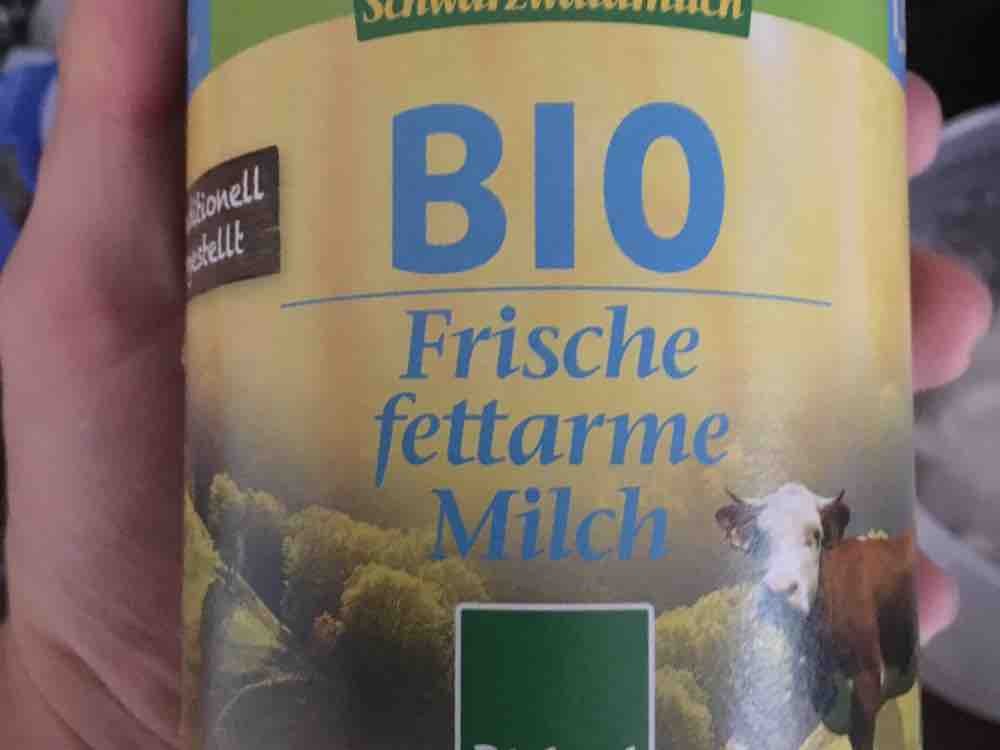 Schwarzwaldmilch
BIO
Frische
fettarme
Milch